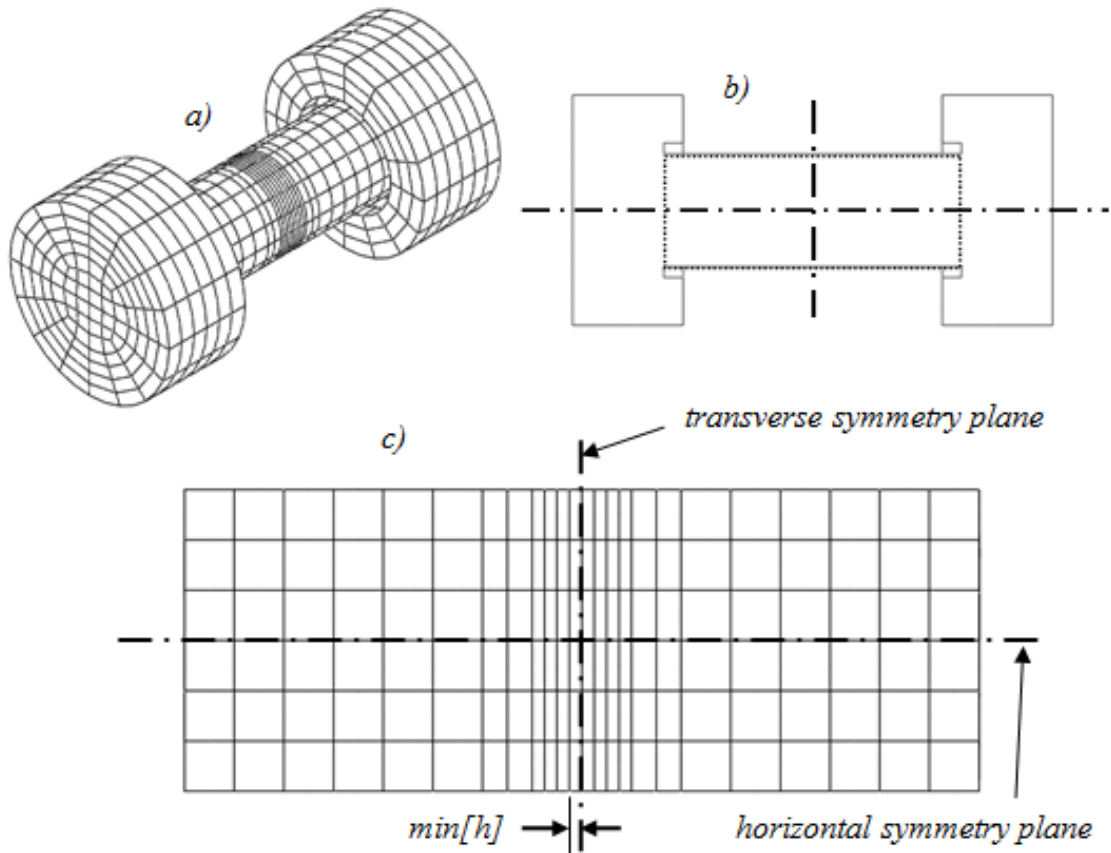 a)
b)
transverse symmetry plane
c)
min[h]
horizontal symmetry plane